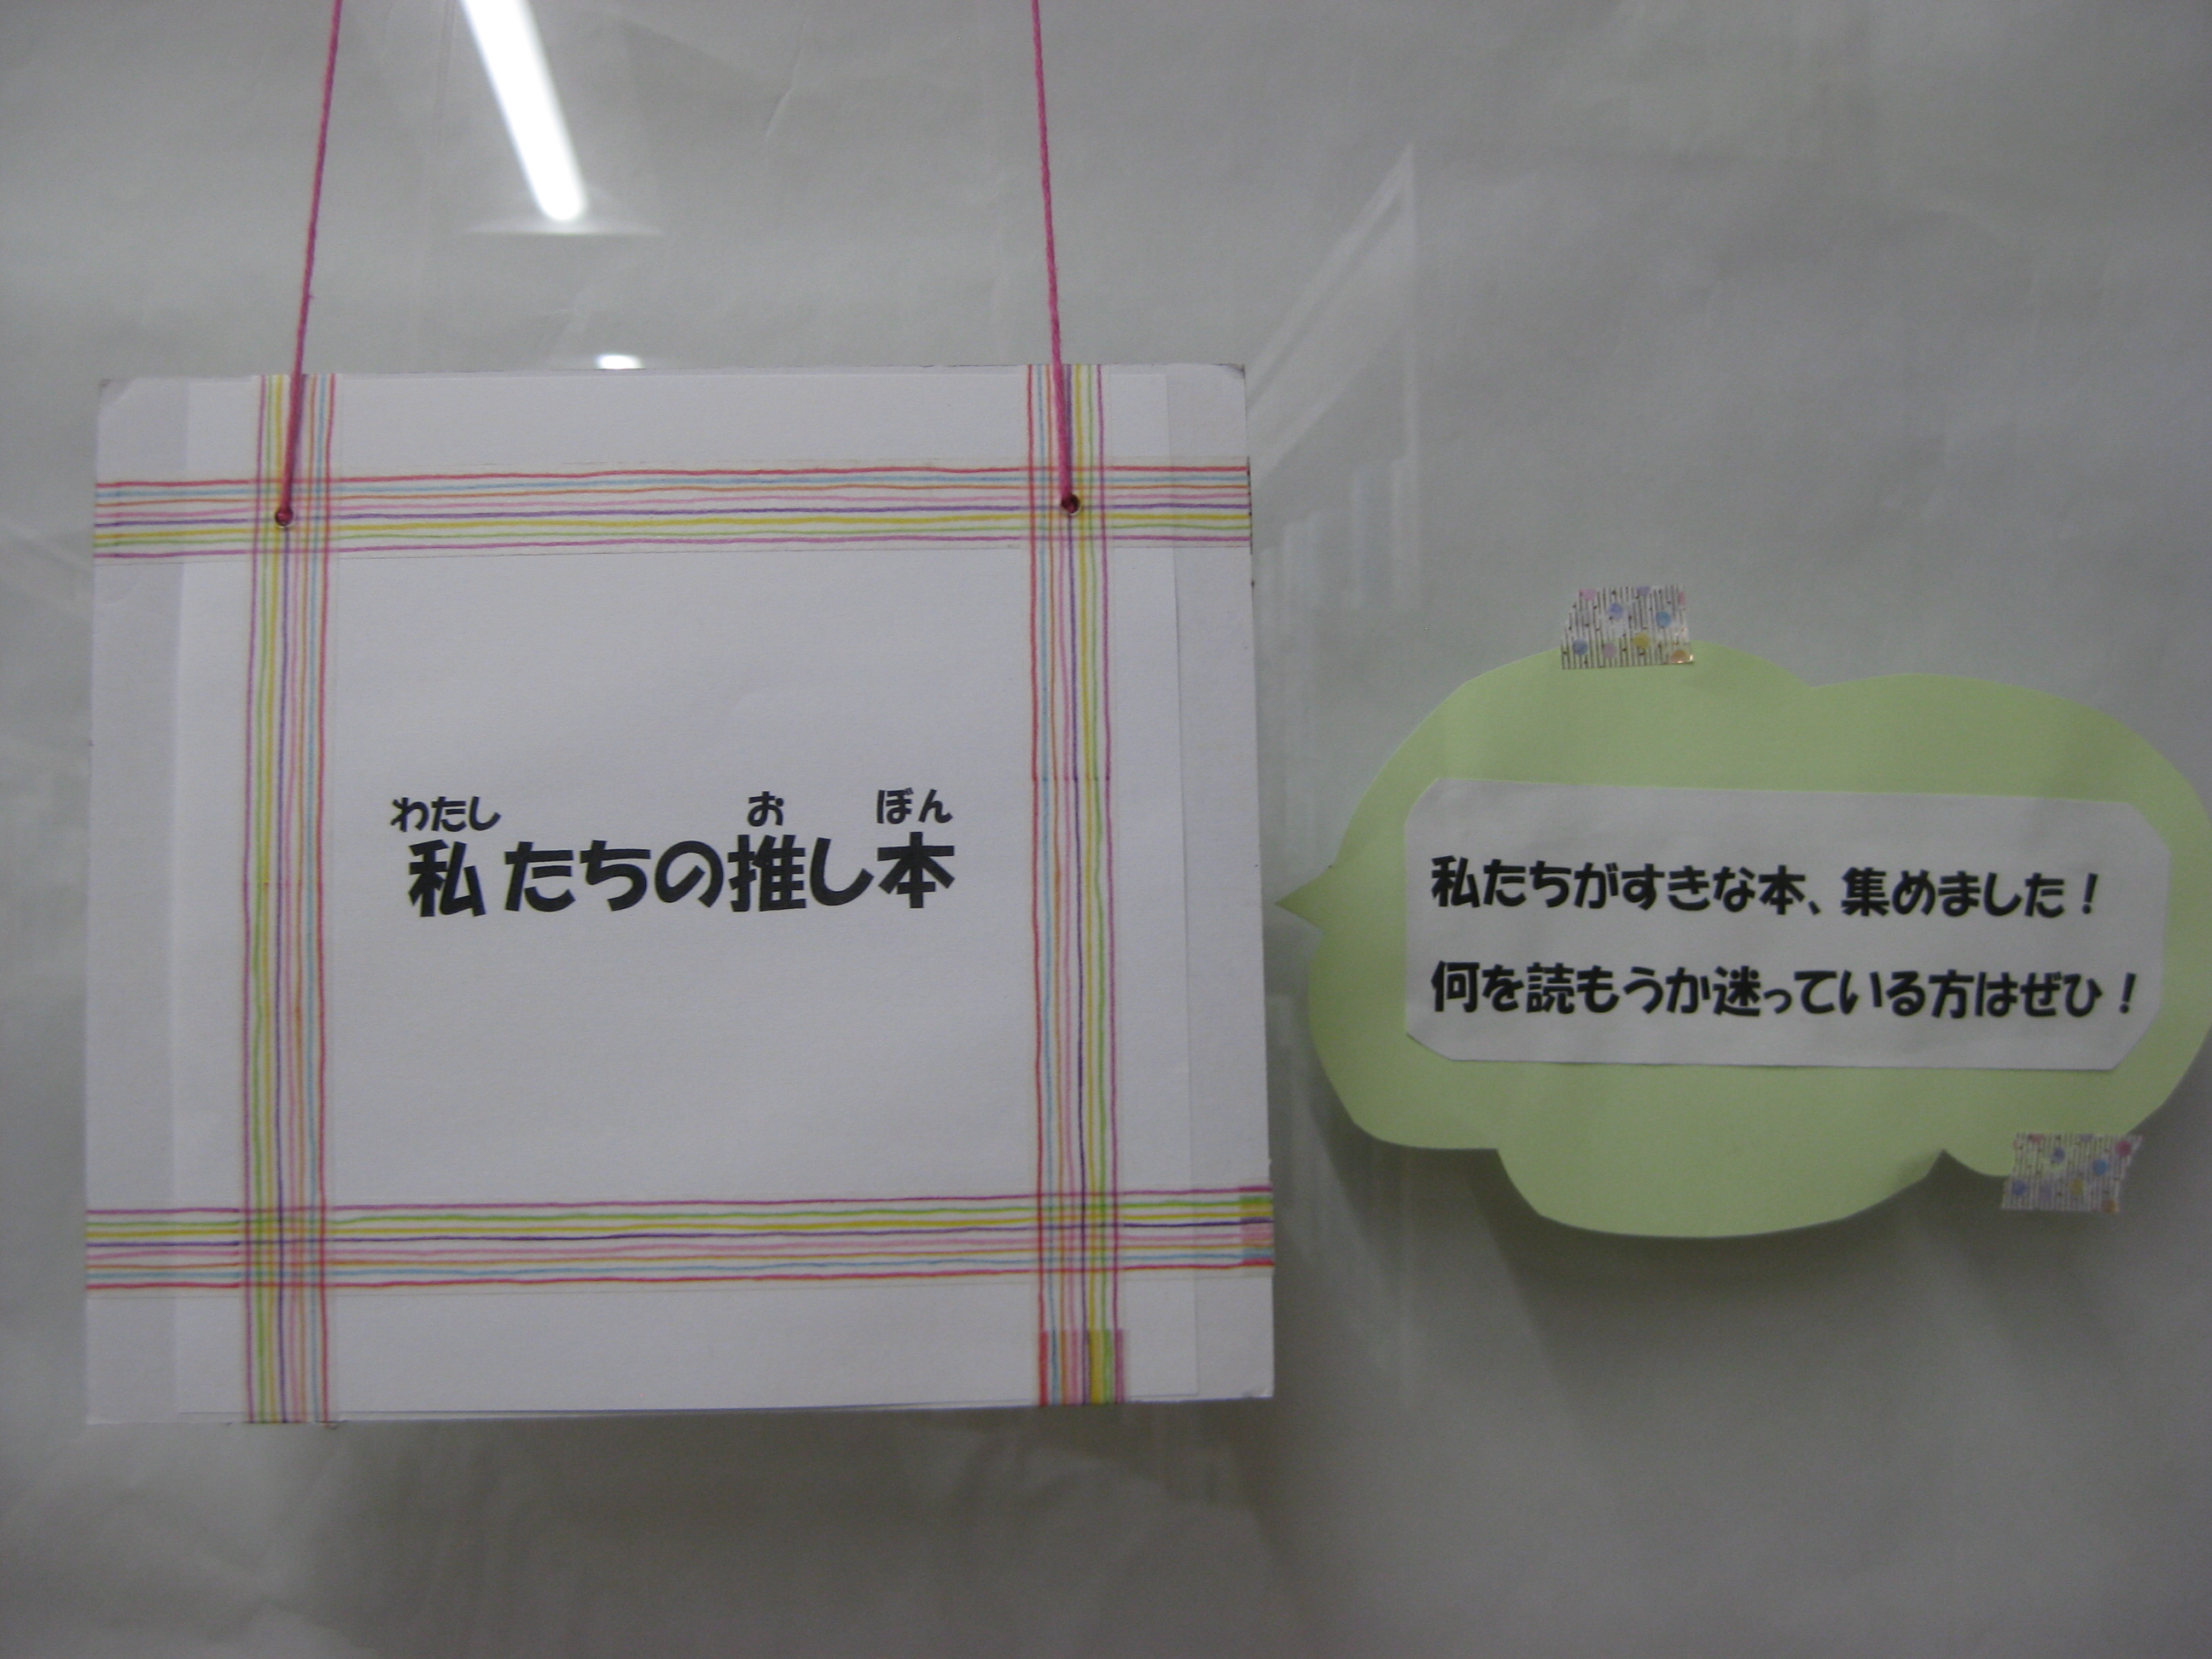 わたし お ぼん
私たちの推し本
私たちがすきな本、集めました！
何を読もうか迷っている方はぜひ！